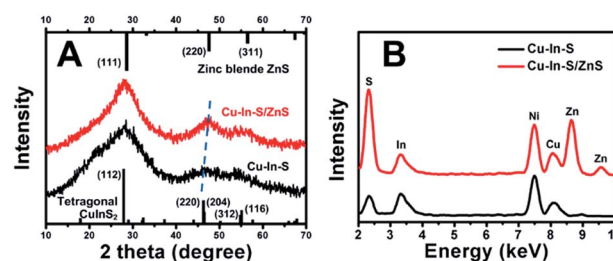 10 20 30 40 50 60 70
A
(111)
(220)
(311)
Zinc blende ZnS
Cu-In-S/ZnS
Cu-In-S
(112)
Tetragonal
CuInS2
(220) (204)
(312) (116)
Intensity
10 20 30 40 50 60 70
2 theta (degree)
B
Cu-In-S
Cu-In-S/ZnS
S
In
Ni
Cu
Zn
Zn
Intensity
2 3 4 5 6 7 8 9
Energy (keV)